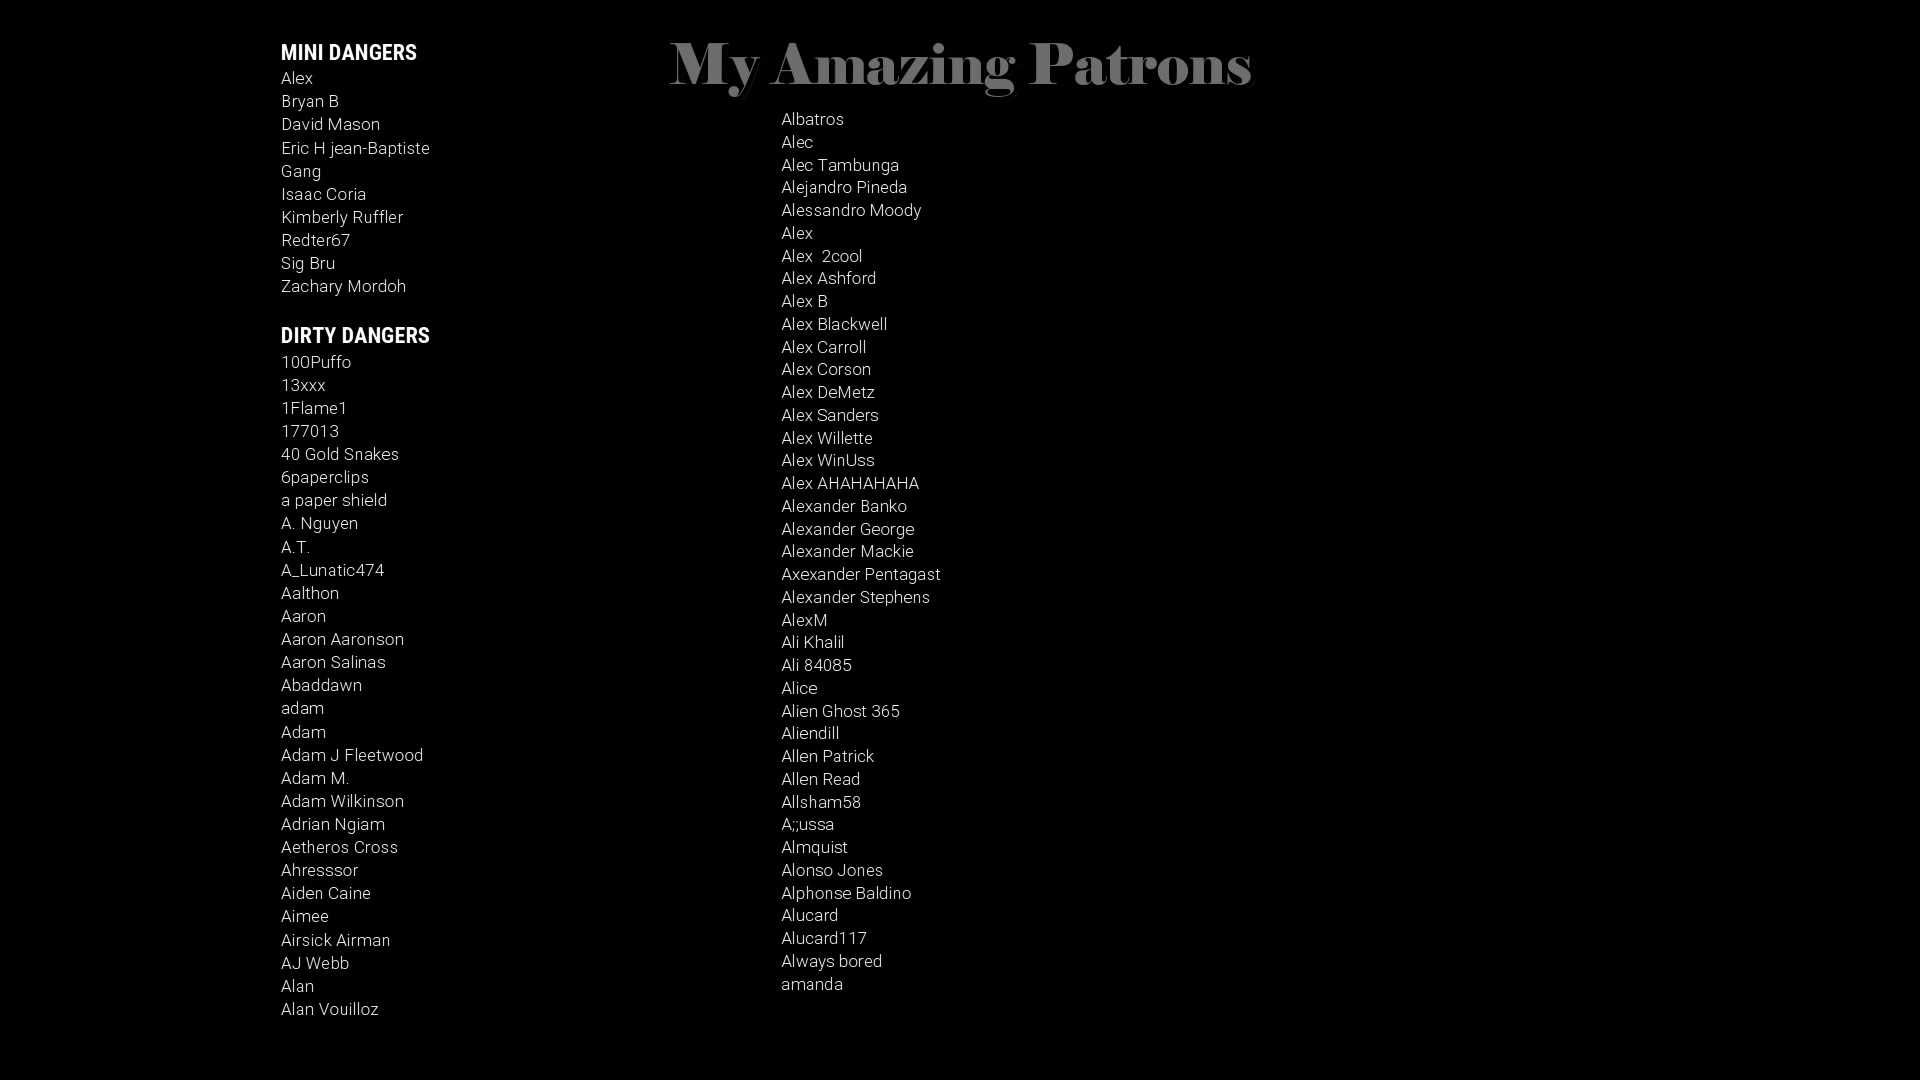 My Amazing Patrons
MINI DANGERS
Alex
Bryan B
David Mason
Eric H jean-Baptiste
Gang
Isaac Coria
Kimberly Ruffler
Redter67
Sig Bru
Zachary Mordoh
DIRTY DANGERS
100Puffo
13xxx
1Flame1
177013
40 Gold Snakes
6paperclips
a paper shield
A. Nguyen
A.T.
A_Lunatic474
Aalthon
Aaron
Aaron Aaronson
Aaron Salinas
Abaddawn
adam
Adam
Adam J Fleetwood
Adam M.
Adam Wilkinson
Adrian Ngiam
Aetheros Cross
Ahresssor
Aiden Caine
Aimee
Airsick Airman
AJ Webb
Alan
Alan Vouilloz
Albatros
Alec
Alec Tambunga
Alejandro Pineda
Alessandro Moody
Alex
Alex  2cool
Alex Ashford
Alex B
Alex Blackwell
Alex Carroll
Alex Corson
Alex DeMetz
Alex Sanders
Alex Willette
Alex WinUss
Alex AHAHAHAHA
Alexander Banko
Alexander George
Alexander Mackie
Axexander Pentagast
Alexander Stephens
AlexM
Ali Khalil
Ali 84085
Alice
Alien Ghost 365
Aliendill
Allen Patrick
Allen Read
Allsham58
A;;ussa
Almquist
Alonso Jones
Alphonse Baldino
Alucard
Alucard117
Always bored
amanda